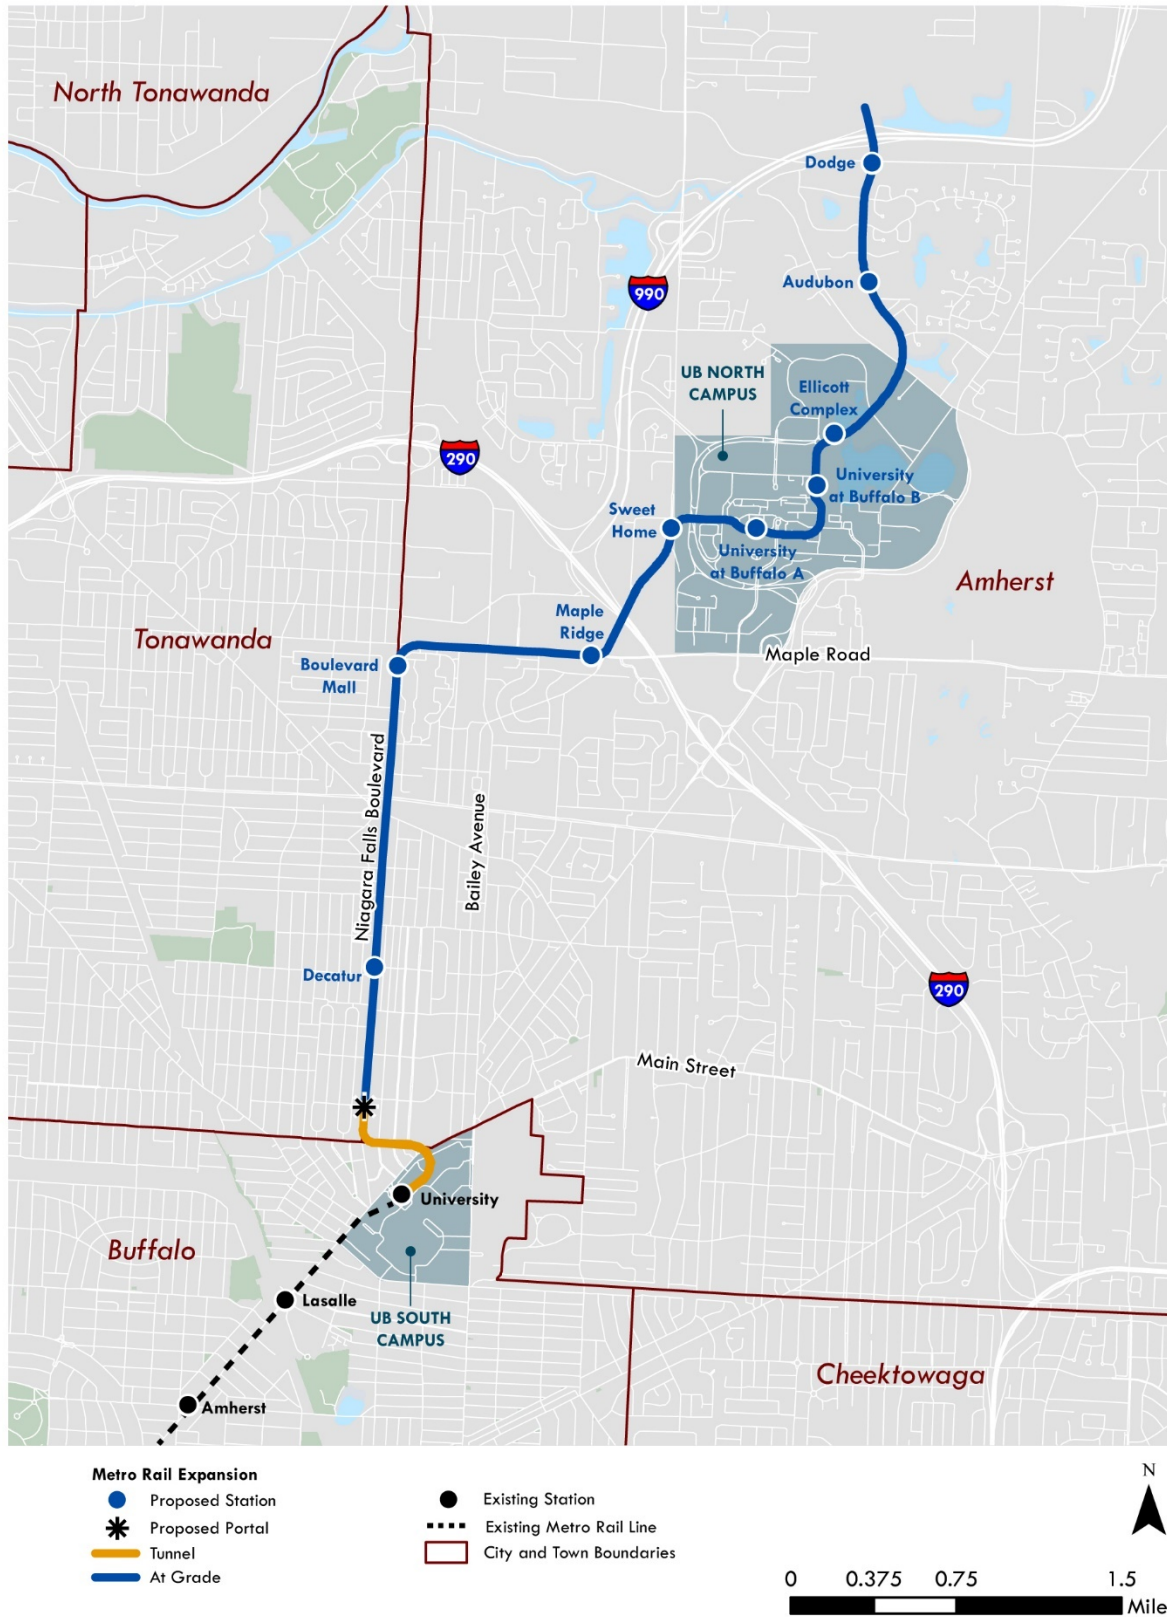 North Tonawanda
Dodge
Audubon
990
UB NORTH
CAMPUS
Ellicott
Complex
290
University
at Buffalo B
Sweet
Home
University
at Buffalo A
Amherst
Maple
Ridge
Tonawanda
Maple Road
Boulevard
Mall
Niagara Falls Boulevard
Bailey Avenue
Decatur
290
Main Street
University
Buffalo
Lasalle
UB SOUTH
CAMPUS
Cheektowaga
Amherst
Metro Rail Expansion
Proposed Station
Proposed Portal
Tunnel
At Grade
Existing Station
Existing Metro Rail Line
City and Town Boundaries
N
0 0.375 0.75 1.5
Mile